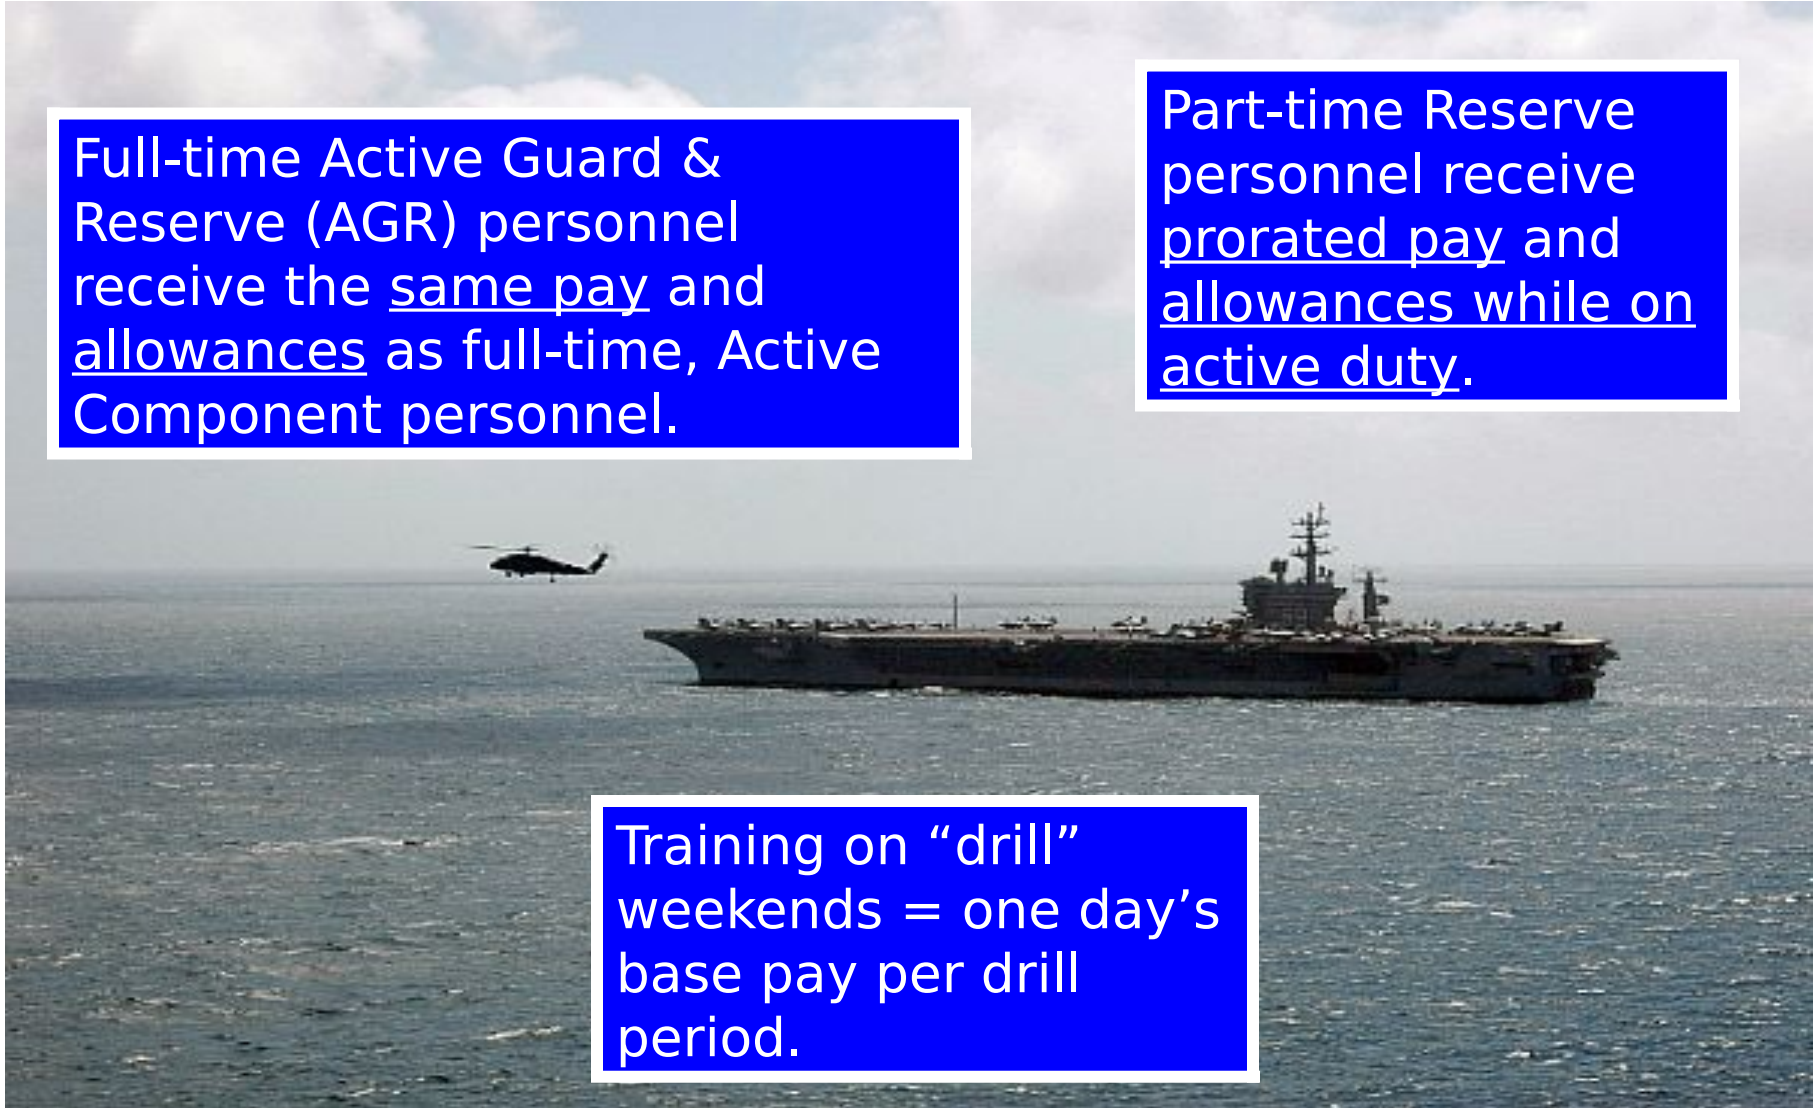 Full-time Active Guard &
Reserve (AGR) personnel
receive the same pay and
allowances as full-time, Active
Component personnel.
Part-time Reserve
personnel receive
prorated pay and
allowances while on
active duty.
Training on “drill”
weekends = one day’s
base pay per drill
period.